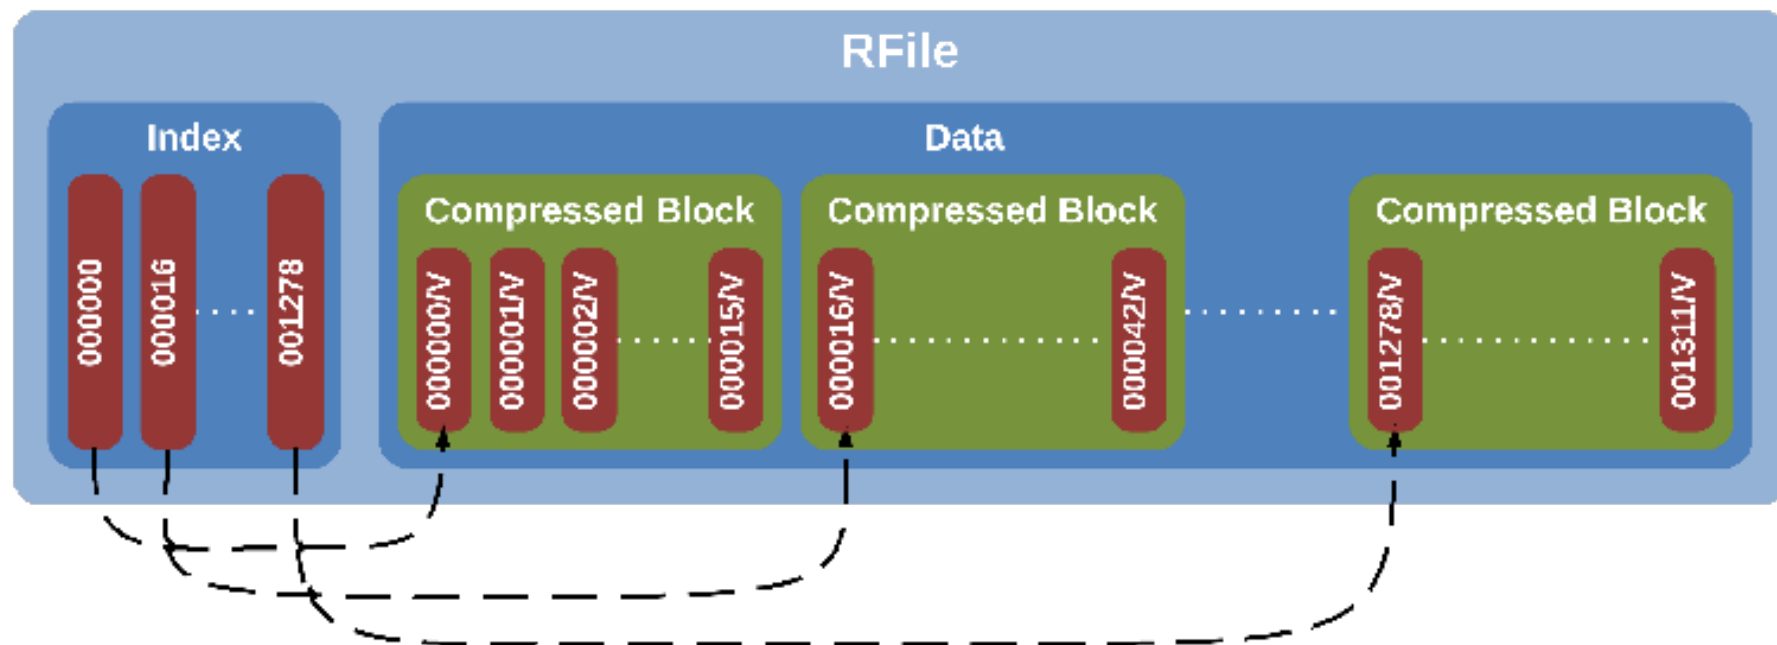 RFile
Index
000000
000016
001278
Data
Compressed Block
000000/V
000001/V
000002/V
000015/V
Compressed Block
000016/V
000042/V
Compressed Block
001278/V
001311/V